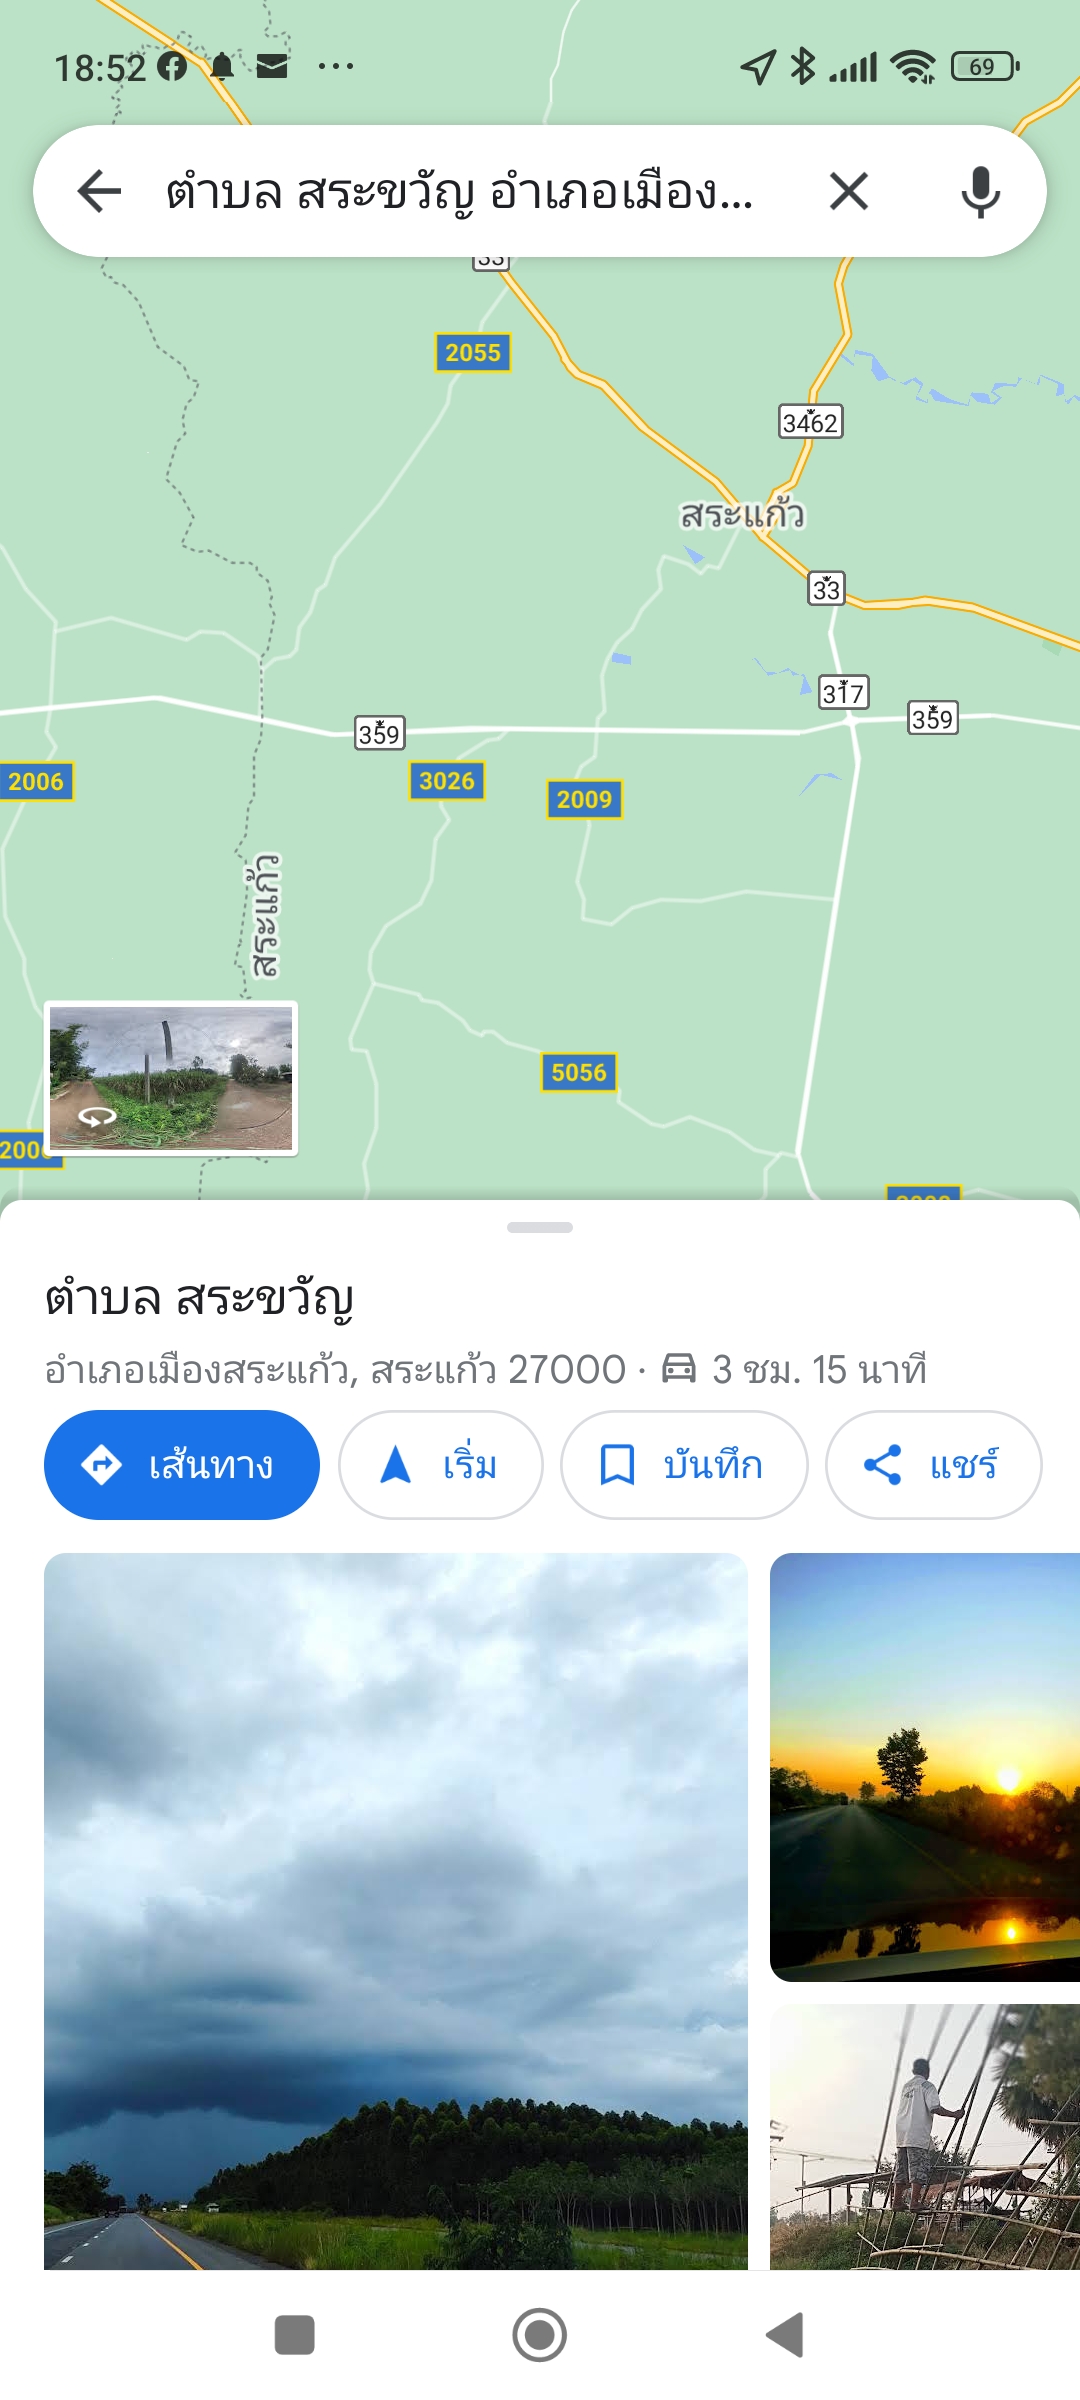 18:52
69
ตำบล สระขวัญ อำเภอเมือง...
33
2055
3462
สระแก้ว
33
317
359
359
2006
3026
2009
สระแก้ว
5056
ตำบล สระขวัญ
อำเภอเมืองสระแก้ว, สระแก้ว 27000 · 3 ชม. 15 นาที
เส้นทาง
เริ่ม
บันทึก
แชร์